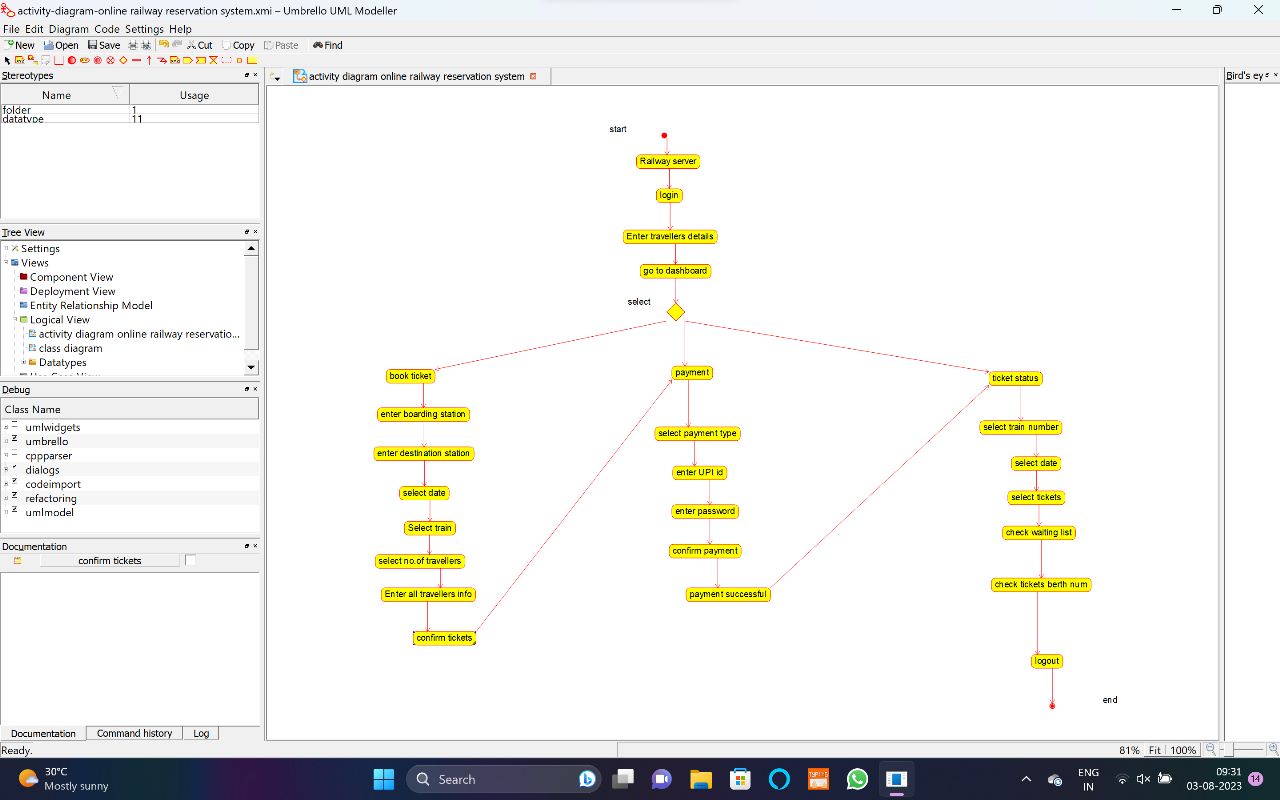 activity-diagram-online railway reservation system.xmi – Umbrello UML Modeller
File Edit Diagram Code Settings Help
New Open Save Cut Copy Paste Find
Stereotypes
Name Usage
folder 1
datatype 11
Tree View
Settings
Views
Component View
Deployment View
Entity Relationship Model
Logical View
activity diagram online railway reservatio...
class diagram
Datatypes
Debug
Class Name
umlwidgets
umbrello
cppparser
dialogs
codeimport
refactoring
umlmodel
Documentation
confirm tickets
Documentation Command history Log
Ready.
activity diagram online railway reservation system
Bird's ey
start
Railway server
login
Enter travellers details
go to dashboard
select
book ticket
enter boarding station
enter destination station
select date
Select train
select no.of travellers
Enter all travellers info
confirm tickets
payment
select payment type
enter UPI id
enter password
confirm payment
payment successful
ticket status
select train number
select date
select tickets
check waiting list
check tickets berth num
logout
end
81% Fit 100%
30°C
Mostly sunny
Search
ENG
IN
09:31
03-08-2023
14